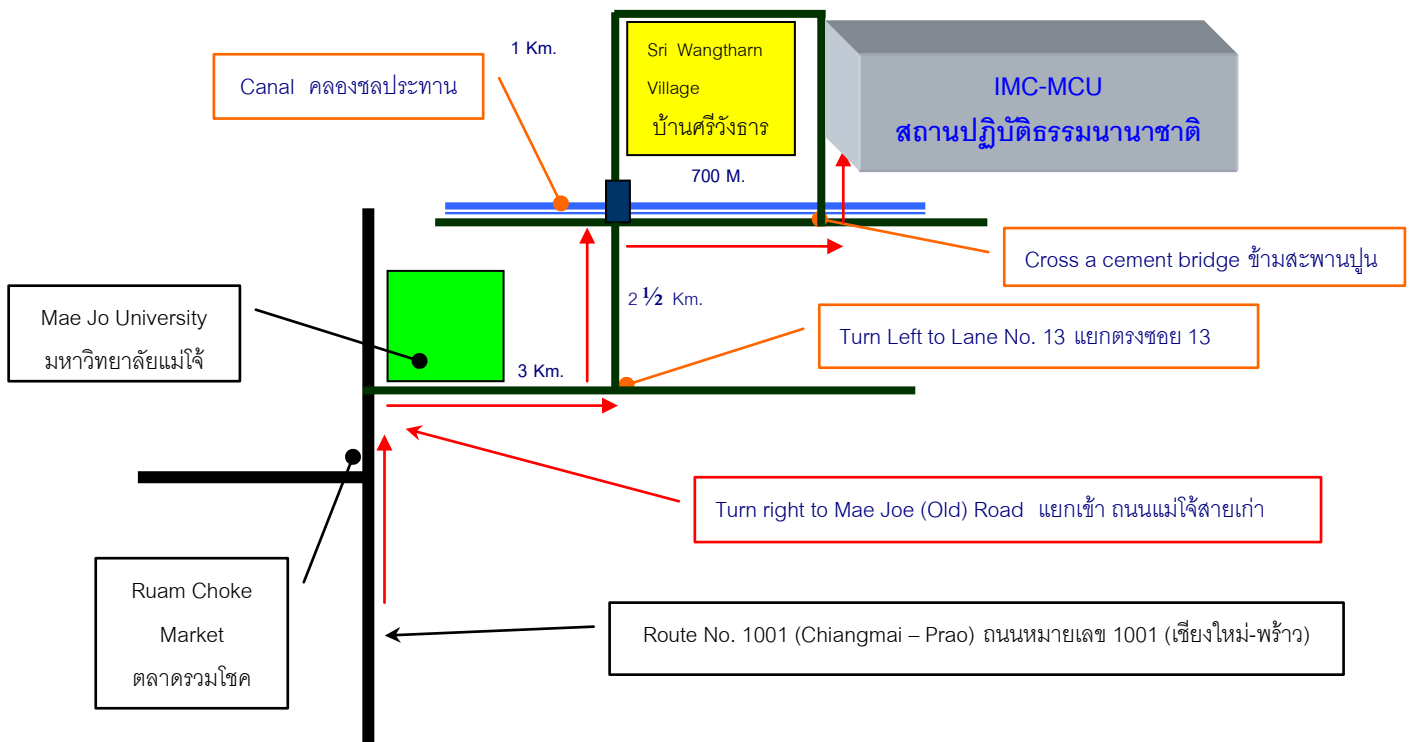 1 Km.
Sri Wangtharn
Village
บ้านศรีวังธาร
Canal คลองชลประทาน
IMC-MCU
สถานปฏิบัติธรรมนานาชาติ
700 M.
Cross a cement bridge ข้ามสะพานปูน
Mae Jo University
มหาวิทยาลัยแม่โจ้
2 ½ Km.
Turn Left to Lane No. 13 แยกตรงซอย 13
3 Km.
Turn right to Mae Joe (Old) Road แยกเข้า ถนนแม่โจ้สายเก่า
Ruam Choke
Market
ตลาดรวมโชค
Route No. 1001 (Chiangmai – Prao) ถนนหมายเลข 1001 (เชียงใหม่-พร้าว)